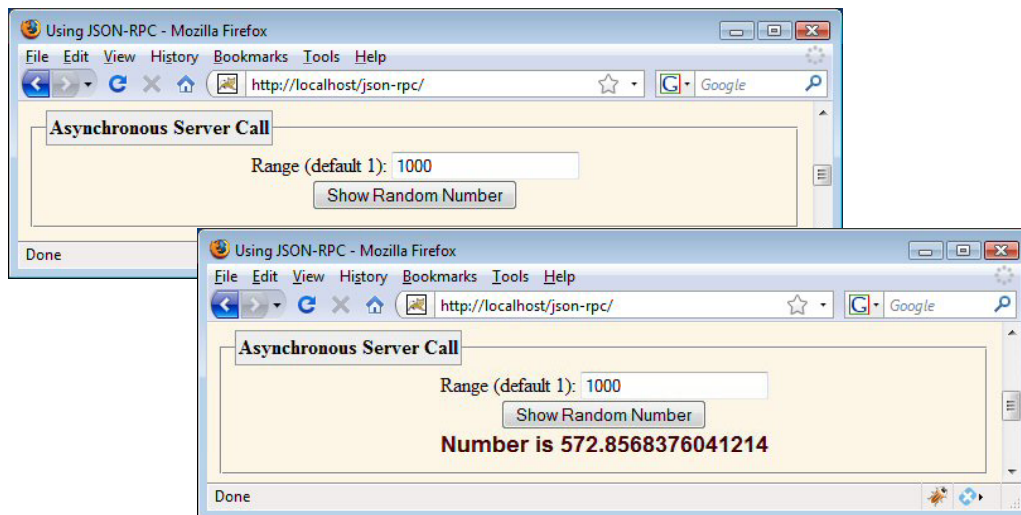 Using JSON-RPC - Mozilla Firefox
File Edit View History Bookmarks Tools Help
http://localhost/json-rpc/
G Google
Asynchronous Server Call
Range (default 1): 1000
Show Random Number
Done
Using JSON-RPC - Mozilla Firefox
File Edit View History Bookmarks Tools Help
http://localhost/json-rpc/
G Google
Asynchronous Server Call
Range (default 1): 1000
Show Random Number
Number is 572.8568376041214
Done